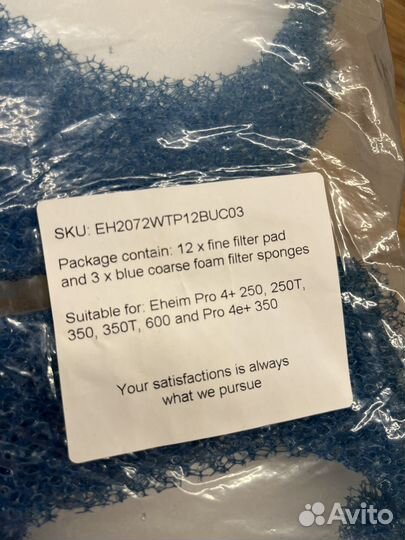 SKU: EH2072WTP12BUC03
Package contain: 12 x fine filter pad
and 3 x blue coarse foam filter sponges
Suitable for: Eheim Pro 4+ 250, 250T,
350, 350T, 600 and Pro 4e+ 350
Your satisfactions is always
what we pursue
Avito